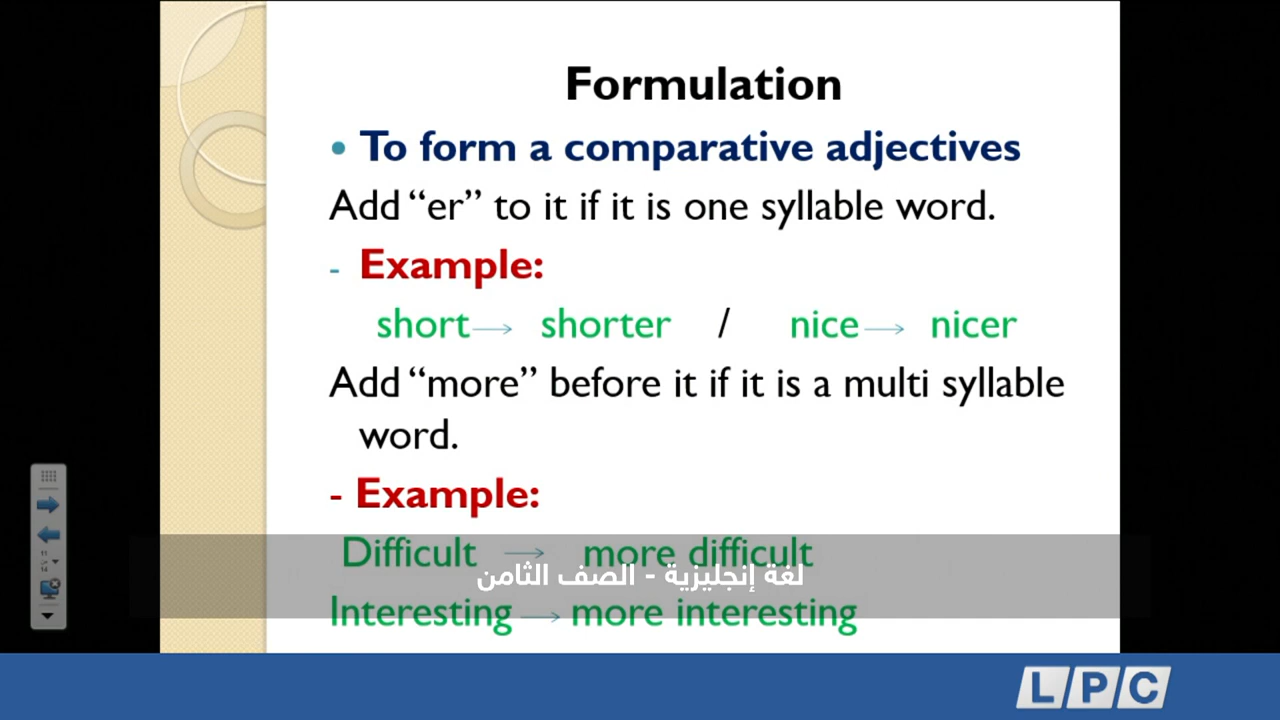 Formulation
• To form a comparative adjectives
Add “er” to it if it is one syllable word.
- Example:
short→ shorter / nice→ nicer
Add “more” before it if it is a multi syllable
word.
- Example:
Difficult → more difficult
لغة إنجليزية - الصف الثامن
Interesting → more interesting
LPC